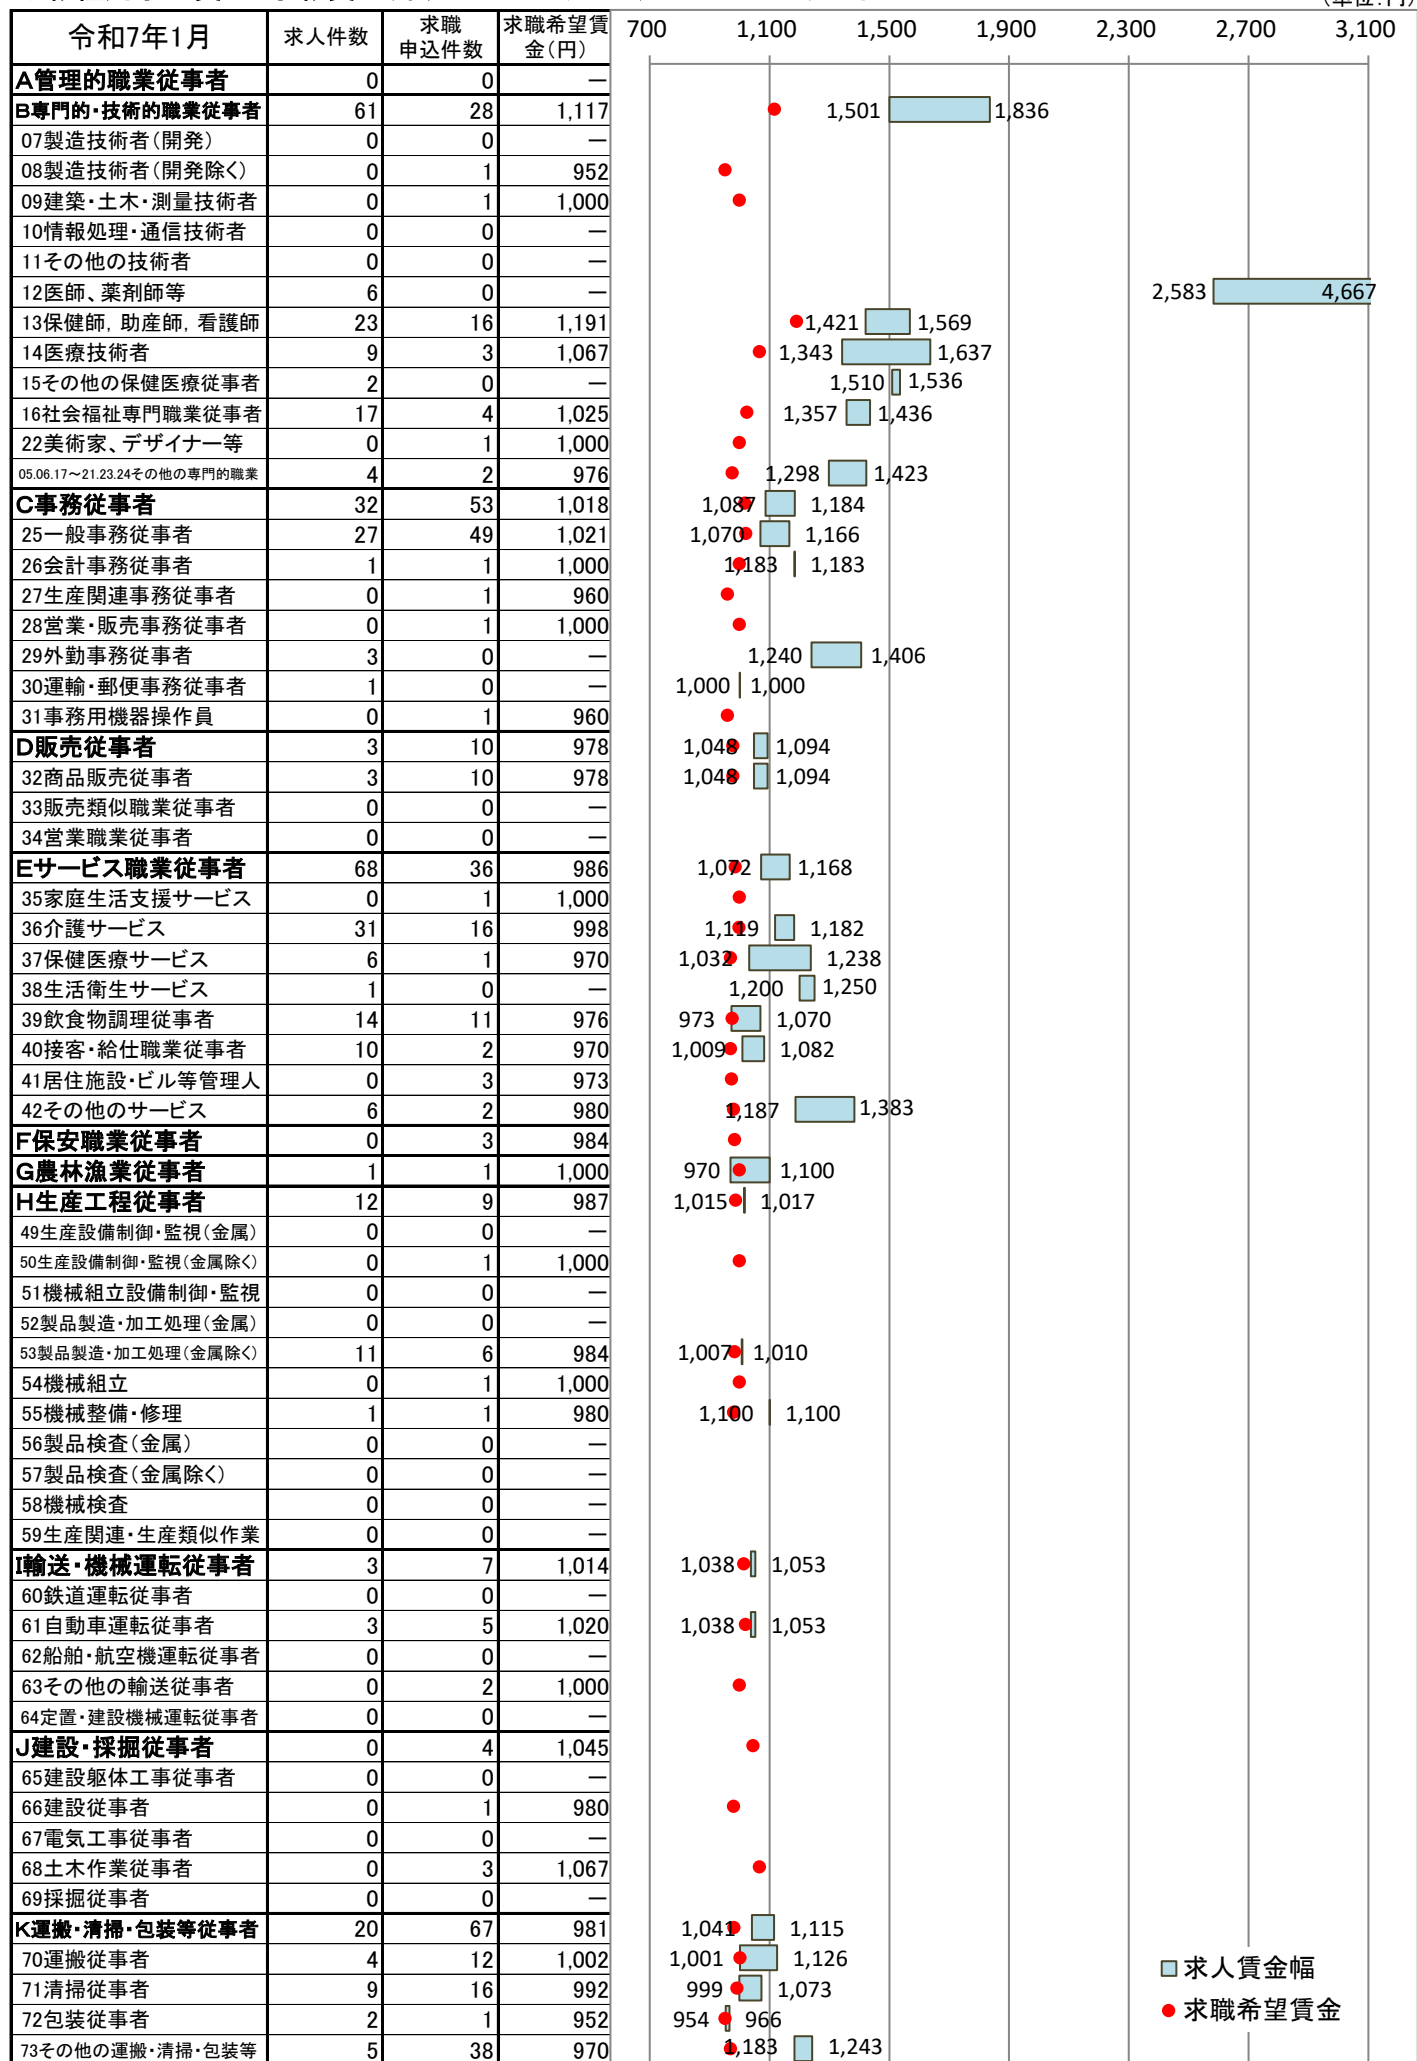 (単位:円)
令和7年1月 求人件数 求職申込件数 求職希望賃金(円) 700 1,100 1,500 1,900 2,300 2,700 3,100
A管理的職業従事者 0 0 ―
B専門的・技術的職業従事者 61 28 1,117 1,501 1,836
07製造技術者(開発) 0 0 ―
08製造技術者(開発除く) 0 1 952
09建築・土木・測量技術者 0 1 1,000
10情報処理・通信技術者 0 0 ―
11その他の技術者 0 0 ―
12医師、薬剤師等 6 0 ― 2,583 4,667
13保健師,助産師,看護師 23 16 1,191 1,421 1,569
14医療技術者 9 3 1,067 1,343 1,637
15その他の保健医療従事者 2 0 ― 1,510 1,536
16社会福祉専門職業従事者 17 4 1,025 1,357 1,436
22美術家、デザイナー等 0 1 1,000
05.06.17～21.23.24その他の専門的職業 4 2 976 1,298 1,423
C事務従事者 32 53 1,018 1,087 1,184
25一般事務従事者 27 49 1,021 1,070 1,166
26会計事務従事者 1 1 1,000 1,183 1,183
27生産関連事務従事者 0 1 960
28営業・販売事務従事者 0 1 1,000
29外勤事務従事者 3 0 ― 1,240 1,406
30運輸・郵便事務従事者 1 0 ― 1,000 1,000
31事務用機器操作員 0 1 960
D販売従事者 3 10 978 1,048 1,094
32商品販売従事者 3 10 978 1,048 1,094
33販売類似職業従事者 0 0 ―
34営業職業従事者 0 0 ―
Eサービス職業従事者 68 36 986 1,072 1,168
35家庭生活支援サービス 0 1 1,000
36介護サービス 31 16 998 1,119 1,182
37保健医療サービス 6 1 970 1,032 1,238
38生活衛生サービス 1 0 ― 1,200 1,250
39飲食物調理従事者 14 11 976 973 1,070
40接客・給仕職業従事者 10 2 970 1,009 1,082
41居住施設・ビル等管理人 0 3 973
42その他のサービス 6 2 980 1,187 1,383
F保安職業従事者 0 3 984
G農林漁業従事者 1 1 1,000 970 1,100
H生産工程従事者 12 9 987 1,015 1,017
49生産設備制御・監視(金属) 0 0 ―
50生産設備制御・監視(金属除く) 0 1 1,000
51機械組立設備制御・監視 0 0 ―
52製品製造・加工処理(金属) 0 0 ―
53製品製造・加工処理(金属除く) 11 6 984 1,007 1,010
54機械組立 0 1 1,000
55機械整備・修理 1 1 980 1,100 1,100
56製品検査(金属) 0 0 ―
57製品検査(金属除く) 0 0 ―
58機械検査 0 0 ―
59生産関連・生産類似作業 0 0 ―
I輸送・機械運転従事者 3 7 1,014 1,038 1,053
60鉄道運転従事者 0 0 ―
61自動車運転従事者 3 5 1,020 1,038 1,053
62船舶・航空機運転従事者 0 0 ―
63その他の輸送従事者 0 2 1,000
64定置・建設機械運転従事者 0 0 ―
J建設・採掘従事者 0 4 1,045
65建設躯体工事従事者 0 0 ―
66建設従事者 0 1 980
67電気工事従事者 0 0 ―
68土木作業従事者 0 3 1,067
69採掘従事者 0 0 ―
K運搬・清掃・包装等従事者 20 67 981 1,041 1,115
70運搬従事者 4 12 1,002 1,001 1,126
71清掃従事者 9 16 992 999 1,073
72包装従事者 2 1 952 954 966
73その他の運搬・清掃・包装等 5 38 970 1,183 1,243
求人賃金幅
求職希望賃金